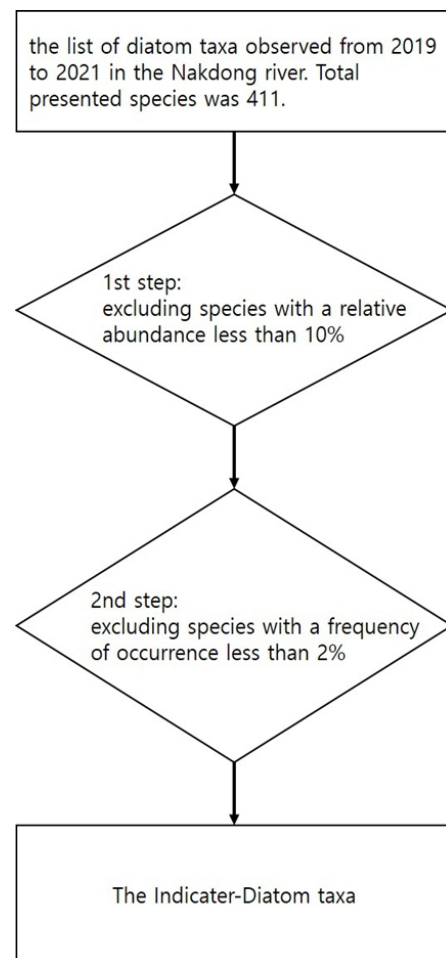 the list of diatom taxa observed from 2019
to 2021 in the Nakdong river. Total
presented species was 411.
1st step:
excluding species with a relative
abundance less than 10%
2nd step:
excluding species with a frequency
of occurrence less than 2%
The Indicater-Diatom taxa